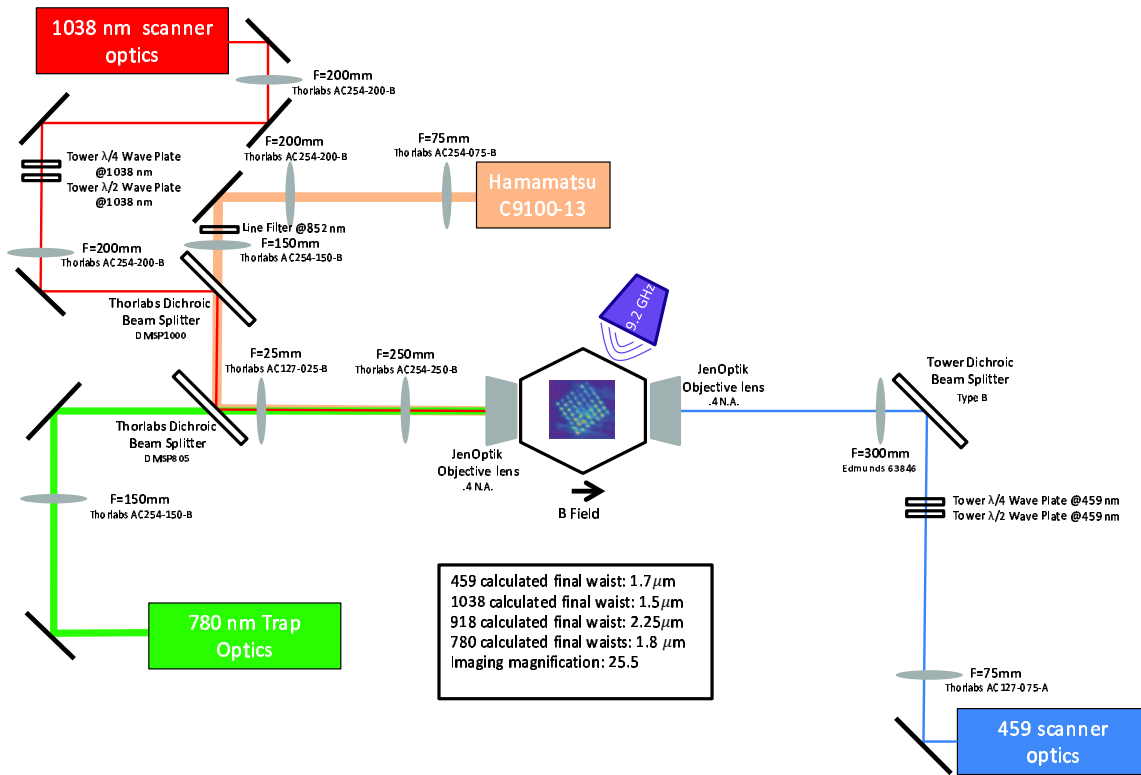 1038 nm scanner
optics
F=200mm
Thorlabs AC254-200-B
Tower λ/4 Wave Plate
@1038 nm
Tower λ/2 Wave Plate
@1038 nm
F=200mm
Thorlabs AC254-200-B
F=75mm
Thorlabs AC254-075-B
Hamamatsu
C9100-13
Line Filter @852 nm
F=150mm
Thorlabs AC254-150-B
F=200mm
Thorlabs AC254-200-B
Thorlabs Dichroic
Beam Splitter
DMSP1000
9.2 GHz
F=25mm
Thorlabs AC127-025-B
F=250mm
Thorlabs AC254-250-B
JenOptik
Objective lens
.4 N.A.
Tower Dichroic
Beam Splitter
Type B
Thorlabs Dichroic
Beam Splitter
DMSP805
JenOptik
Objective lens
.4 N.A.
F=300mm
Edmunds 63846
F=150mm
Thorlabs AC254-150-B
B Field
Tower λ/4 Wave Plate @459 nm
Tower λ/2 Wave Plate @459 nm
459 calculated final waist: 1.7μm
1038 calculated final waist: 1.5μm
918 calculated final waist: 2.25μm
780 calculated final waists: 1.8 μm
Imaging magnification: 25.5
780 nm Trap
Optics
F=75mm
Thorlabs AC127-075-A
459 scanner
optics